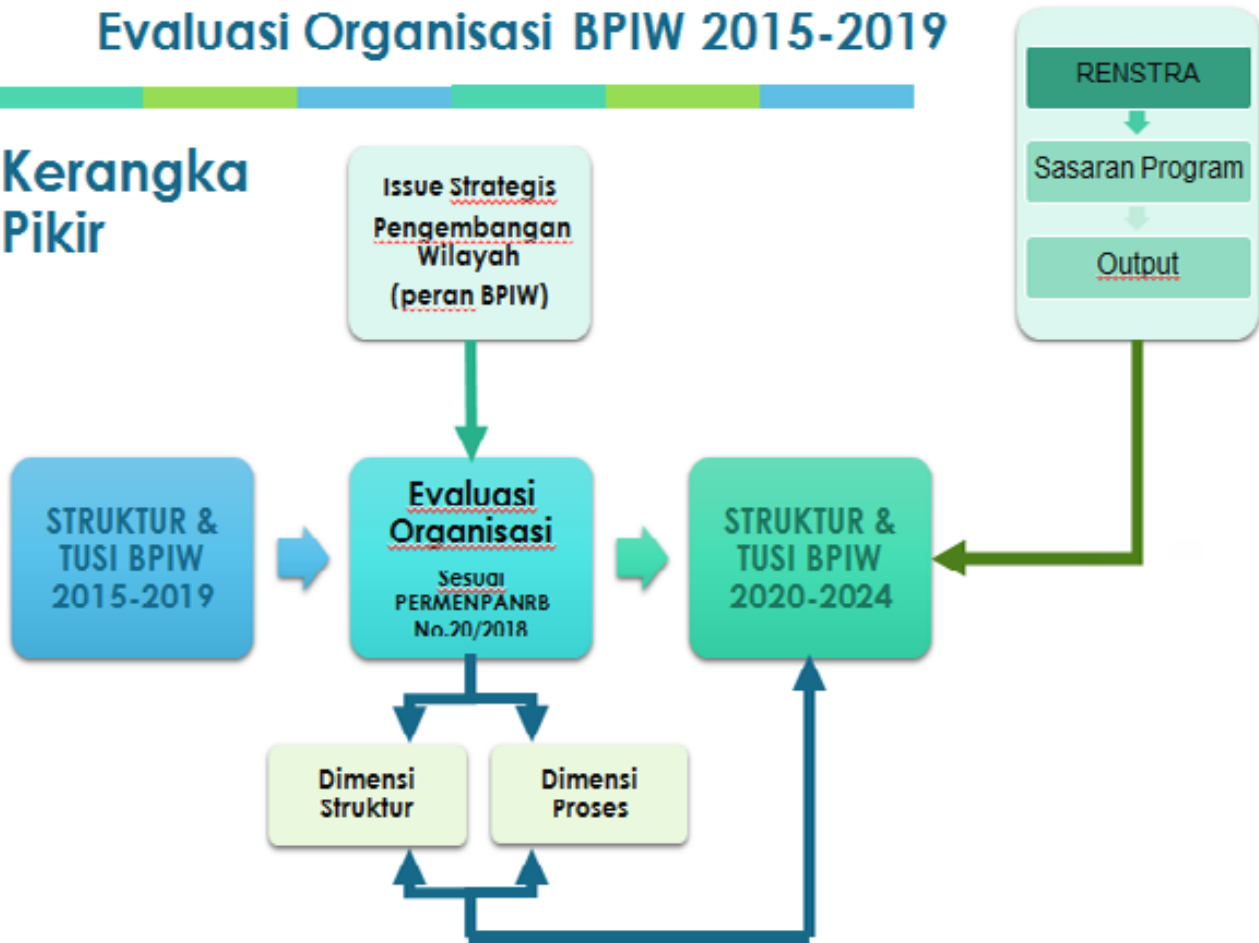 Evaluasi Organisasi BPIW 2015-2019
Kerangka
Pikir
Issue Strategis
Pengembangan
Wilayah
(peran BPIW)
RENSTRA
Sasaran Program
Output
STRUKTUR &
TUSI BPIW
2015-2019
Evaluasi
Organisasi
Sesuai
PERMENPANRB
No.20/2018
STRUKTUR &
TUSI BPIW
2020-2024
Dimensi
Struktur
Dimensi
Proses